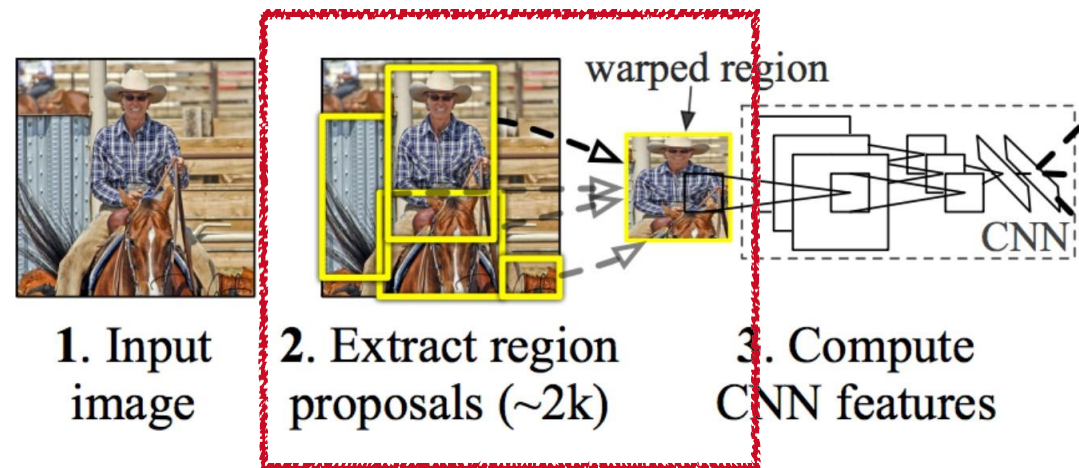 warped region
CNN
1. Input
image
2. Extract region
proposals (~2k)
3. Compute
CNN features